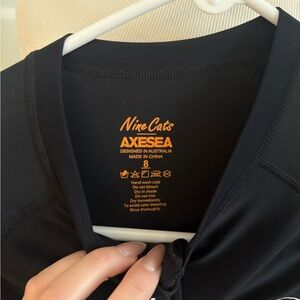 Nine Cats
AXESEA
DESIGNED IN AUSTRALIA
MADE IN CHINA
8
Hand wash cold
Do not bleach
Dry in shade
Do not iron
Dry immediately
To avoid color bleeding
Rinse thoroughly